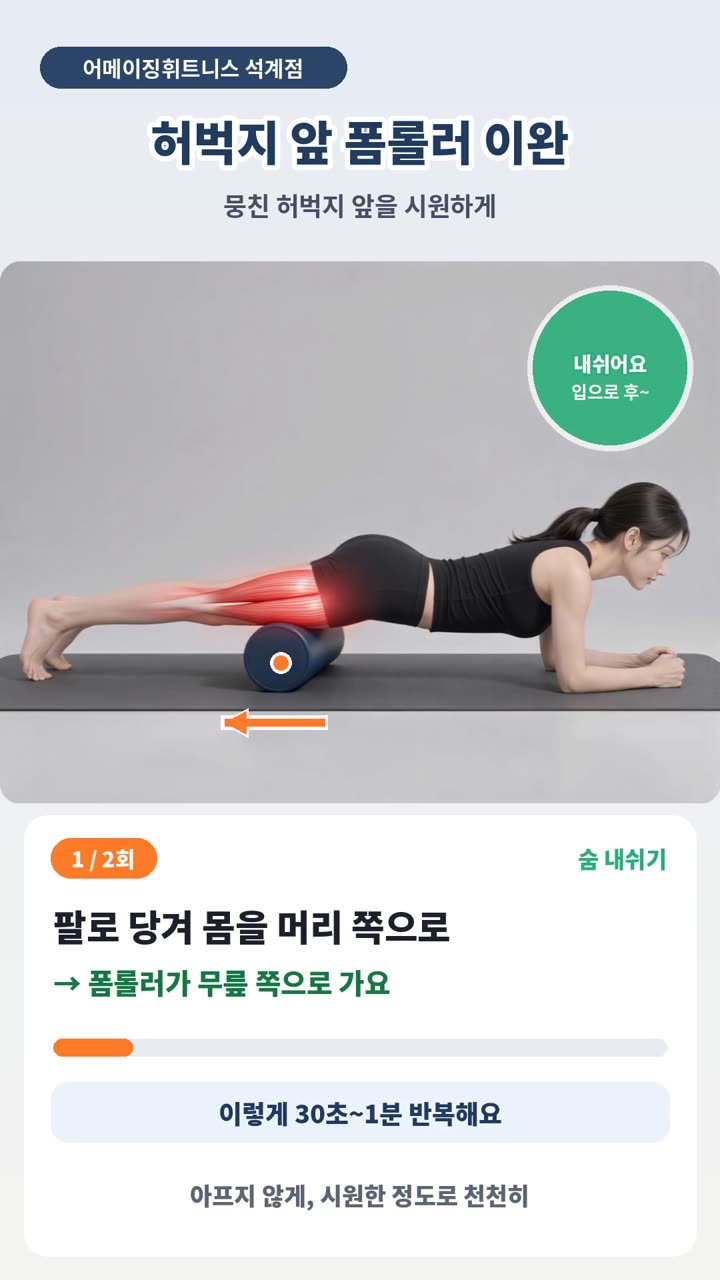 어메이징휘트니스 석계점
허벅지 앞 폼롤러 이완
뭉친 허벅지 앞을 시원하게
내쉬어요
입으로 후~
1 / 2회
숨 내쉬기
팔로 당겨 몸을 머리 쪽으로
→ 폼롤러가 무릎 쪽으로 가요
이렇게 30초~1분 반복해요
아프지 않게, 시원한 정도로 천천히